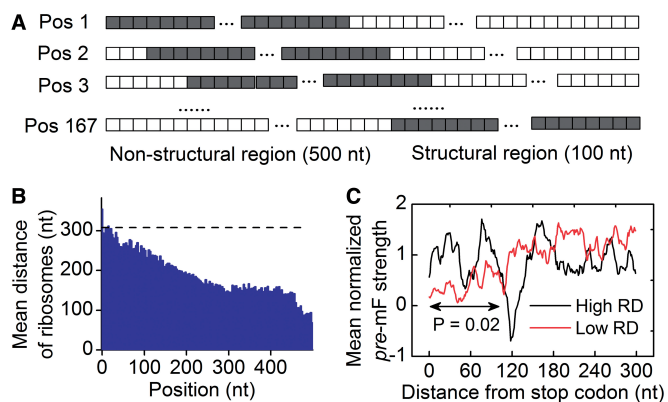 A
Pos 1
...
...
Pos 2
...
...
Pos 3
...
...
......
......
Pos 167
...
...
Non-structural region (500 nt)
Structural region (100 nt)
B
Mean distance
of ribosomes (nt)
300
200
100
0
0
100
200
300
400
Position (nt)
C
Mean normalized
pre-mF strength
2
1
0
-1
P = 0.02
High RD
Low RD
0
60
120
180
240
300
Distance from stop codon (nt)